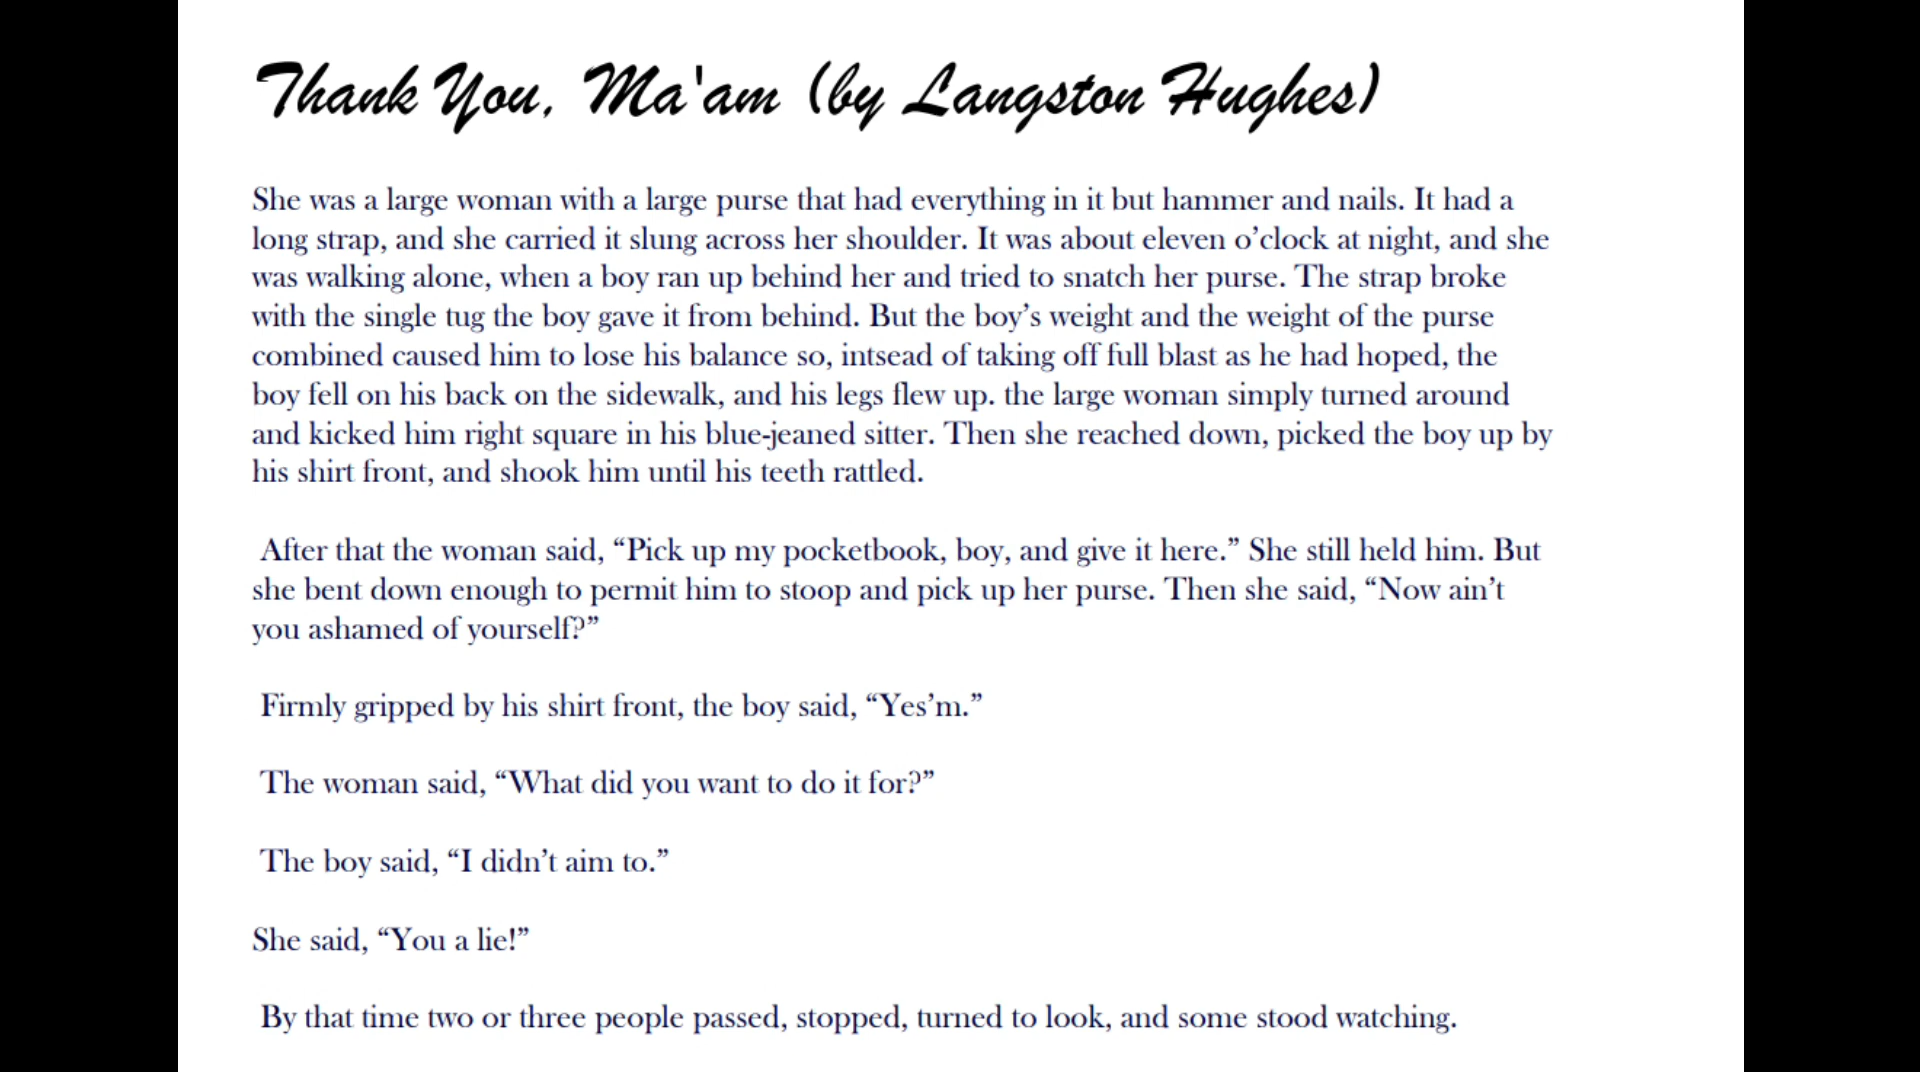 Thank You, Ma'am (by Langston Hughes)
She was a large woman with a large purse that had everything in it but hammer and nails. It had a
long strap, and she carried it slung across her shoulder. It was about eleven o’clock at night, and she
was walking alone, when a boy ran up behind her and tried to snatch her purse. The strap broke
with the single tug the boy gave it from behind. But the boy’s weight and the weight of the purse
combined caused him to lose his balance so, intsead of taking off full blast as he had hoped, the
boy fell on his back on the sidewalk, and his legs flew up. the large woman simply turned around
and kicked him right square in his blue-jeaned sitter. Then she reached down, picked the boy up by
his shirt front, and shook him until his teeth rattled.
After that the woman said, “Pick up my pocketbook, boy, and give it here.” She still held him. But
she bent down enough to permit him to stoop and pick up her purse. Then she said, “Now ain’t
you ashamed of yourself?”
Firmly gripped by his shirt front, the boy said, “Yes’m.”
The woman said, “What did you want to do it for?”
The boy said, “I didn’t aim to.”
She said, “You a lie!”
By that time two or three people passed, stopped, turned to look, and some stood watching.